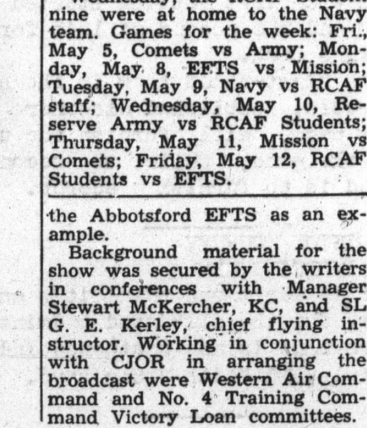 Wednesday, the RCAF Student
nine were at home to the Navy
team. Games for the week: Fri.,
May 5, Comets vs Army; Mon-
day, May 8, EFTS vs Mission;
Tuesday, May 9, Navy vs RCAF
staff; Wednesday, May 10, Re-
serve Army vs RCAF Students;
Thursday, May 11, Mission vs
Comets; Friday, May 12, RCAF
Students vs EFTS.
the Abbotsford EFTS as an ex-
ample.
Background material for the
show was secured by the writers
in conferences with Manager
Stewart McKercher, KC, and SL
G. E. Kerley, chief flying in-
structor. Working in conjunction
with CJOR in arranging the
broadcast were Western Air Com-
mand and No. 4 Training Com-
mand Victory Loan committees.